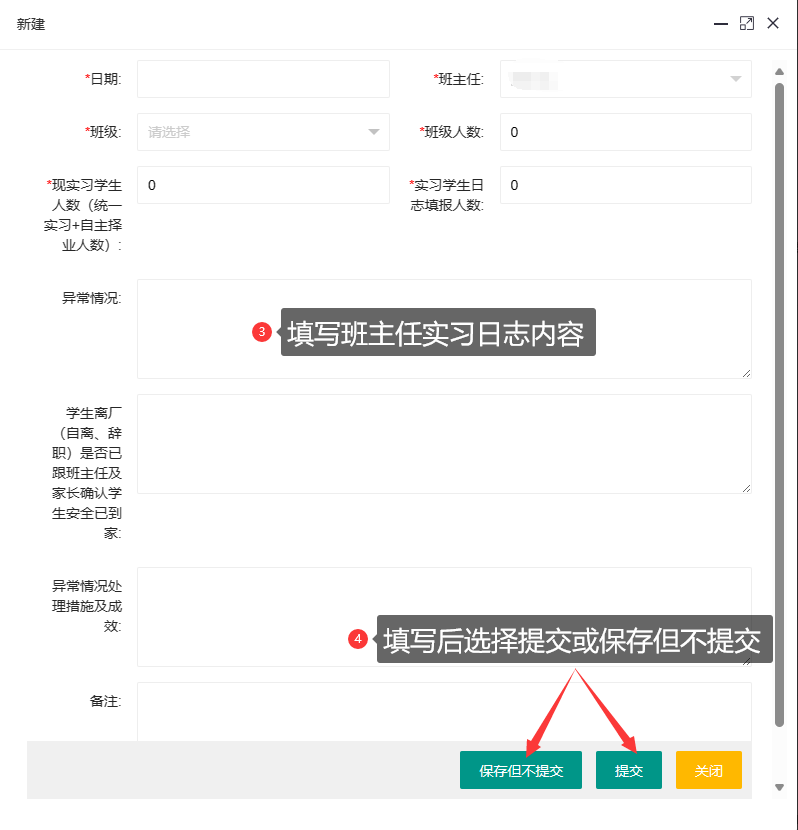 新建
*日期:
*班主任:
*班级:
请选择
*班级人数:
0
*现实习学生
人数（统一
实习+自主择
业人数）:
0
*实习学生日
志填报人数:
0
异常情况:
3
填写班主任实习日志内容
学生离厂
（自离、辞
职）是否已
跟班主任及
家长确认学
生安全已到
家:
异常情况处
理措施及成
效:
4
填写后选择提交或保存但不提交
备注:
保存但不提交
提交
关闭